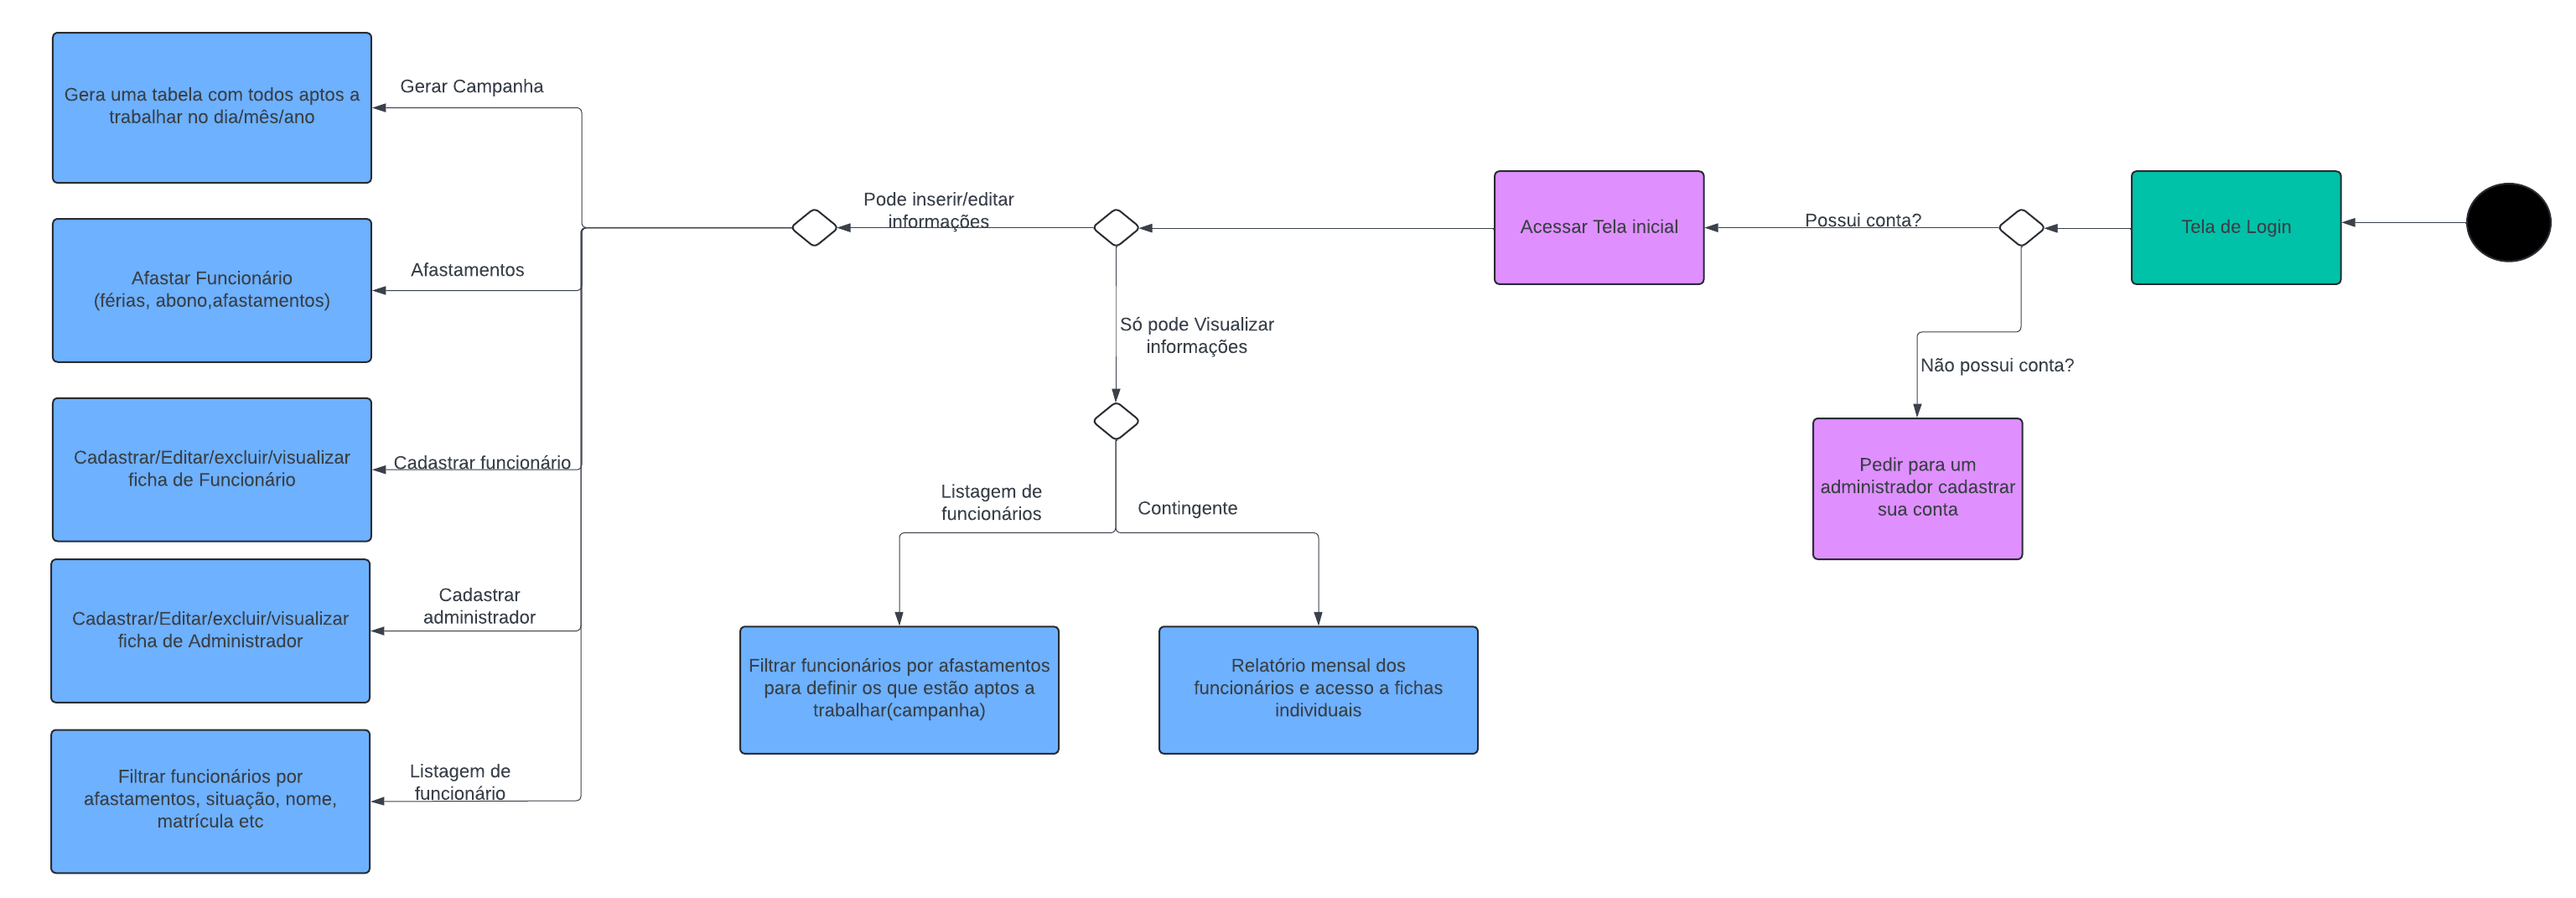 Gera uma tabela com todos aptos a
trabalhar no dia/mês/ano
Gerar Campanha
Afastar Funcionário
(férias, abono,afastamentos)
Afastamentos
Cadastrar/Editar/excluir/visualizar
ficha de Funcionário
Cadastrar funcionário
Cadastrar/Editar/excluir/visualizar
ficha de Administrador
Cadastrar
administrador
Filtrar funcionários por
afastamentos, situação, nome,
matrícula etc
Listagem de
funcionário
Pode inserir/editar
informações
Só pode Visualizar
informações
Listagem de
funcionários
Contingente
Filtrar funcionários por afastamentos
para definir os que estão aptos a
trabalhar(campanha)
Relatório mensal dos
funcionários e acesso a fichas
individuais
Acessar Tela inicial
Possui conta?
Tela de Login
Não possui conta?
Pedir para um
administrador cadastrar
sua conta